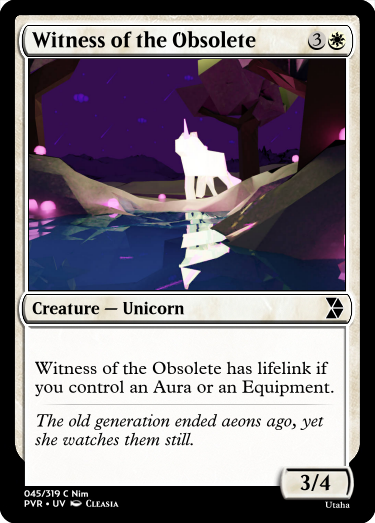 Witness of the Obsolete 3
Creature — Unicorn
Witness of the Obsolete has lifelink if
you control an Aura or an Equipment.
The old generation ended aeons ago, yet
she watches them still.
3/4
045/319 C Nim
PVR • UV Cleasia
Utaha